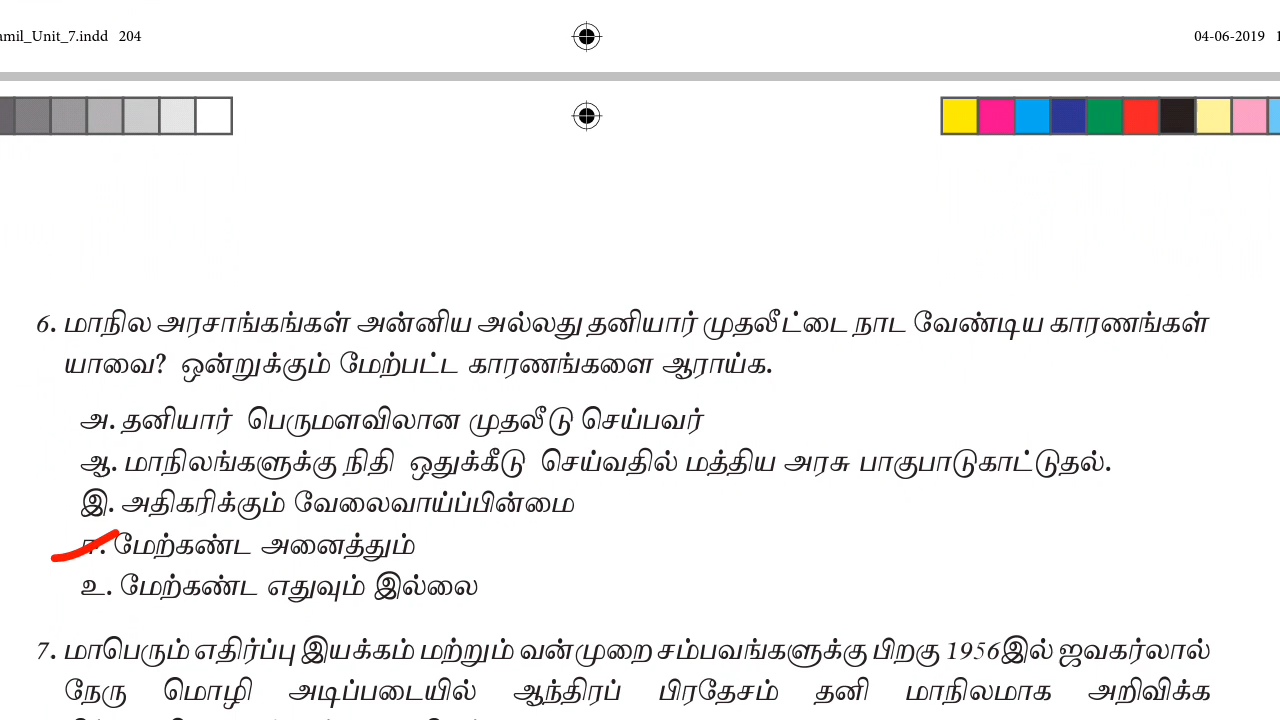 amil_Unit_7.indd 204
04-06-2019 1
6. மாநில அரசாங்கங்கள் அன்னிய அல்லது தனியார் முதலீட்டை நாட வேண்டிய காரணங்கள்
யாவை? ஒன்றுக்கும் மேற்பட்ட காரணங்களை ஆராய்க.
அ. தனியார் பெருமளவிலான முதலீடு செய்பவர்
ஆ. மாநிலங்களுக்கு நிதி ஒதுக்கீடு செய்வதில் மத்திய அரசு பாகுபாடுகாட்டுதல்.
இ. அதிகரிக்கும் வேலைவாய்ப்பின்மை
ஈ. மேற்கண்ட அனைத்தும்
உ. மேற்கண்ட எதுவும் இல்லை
7. மாபெரும் எதிர்ப்பு இயக்கம் மற்றும் வன்முறை சம்பவங்களுக்கு பிறகு 1956இல் ஜவகர்லால்
நேரு மொழி அடிப்படையில் ஆந்திரப் பிரதேசம் தனி மாநிலமாக அறிவிக்க